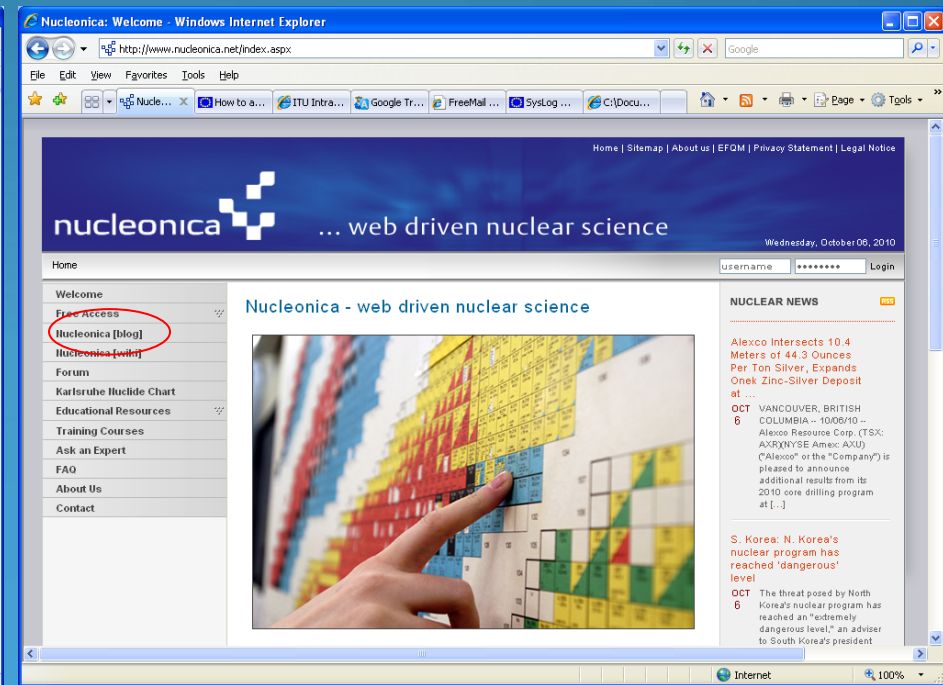 Nucleonica: Welcome - Windows Internet Explorer
http://www.nucleonica.net/index.aspx
Google
File Edit View Favorites Tools Help
Nucle... How to a... ITU Intra... Google Tr... FreeMail ... SysLog ... C:\Docu... Page Tools
Home | Sitemap | About us | EFQM | Privacy Statement | Legal Notice
nucleonica
... web driven nuclear science
Wednesday, October 06, 2010
Home
username
Login
Welcome
Free Access
Nucleonica [blog]
Nucleonica [wiki]
Forum
Karlsruhe Nuclide Chart
Educational Resources
Training Courses
Ask an Expert
FAQ
About Us
Contact
Nucleonica - web driven nuclear science
NUCLEAR NEWS
RSS
Alexco Intersects 10.4
Meters of 44.3 Ounces
Per Ton Silver, Expands
Onek Zinc-Silver Deposit
at ...
OCT
6
VANCOUVER, BRITISH
COLUMBIA -- 10/06/10 --
Alexco Resource Corp. (TSX:
AXR)(NYSE Amex: AXU)
("Alexco" or the "Company") is
pleased to announce
additional results from its
2010 core drilling program
at [...]
S. Korea: N. Korea's
nuclear program has
reached 'dangerous'
level
OCT
6
The threat posed by North
Korea's nuclear program has
reached an "extremely
dangerous level," an adviser
to South Korea's president
Internet
100%